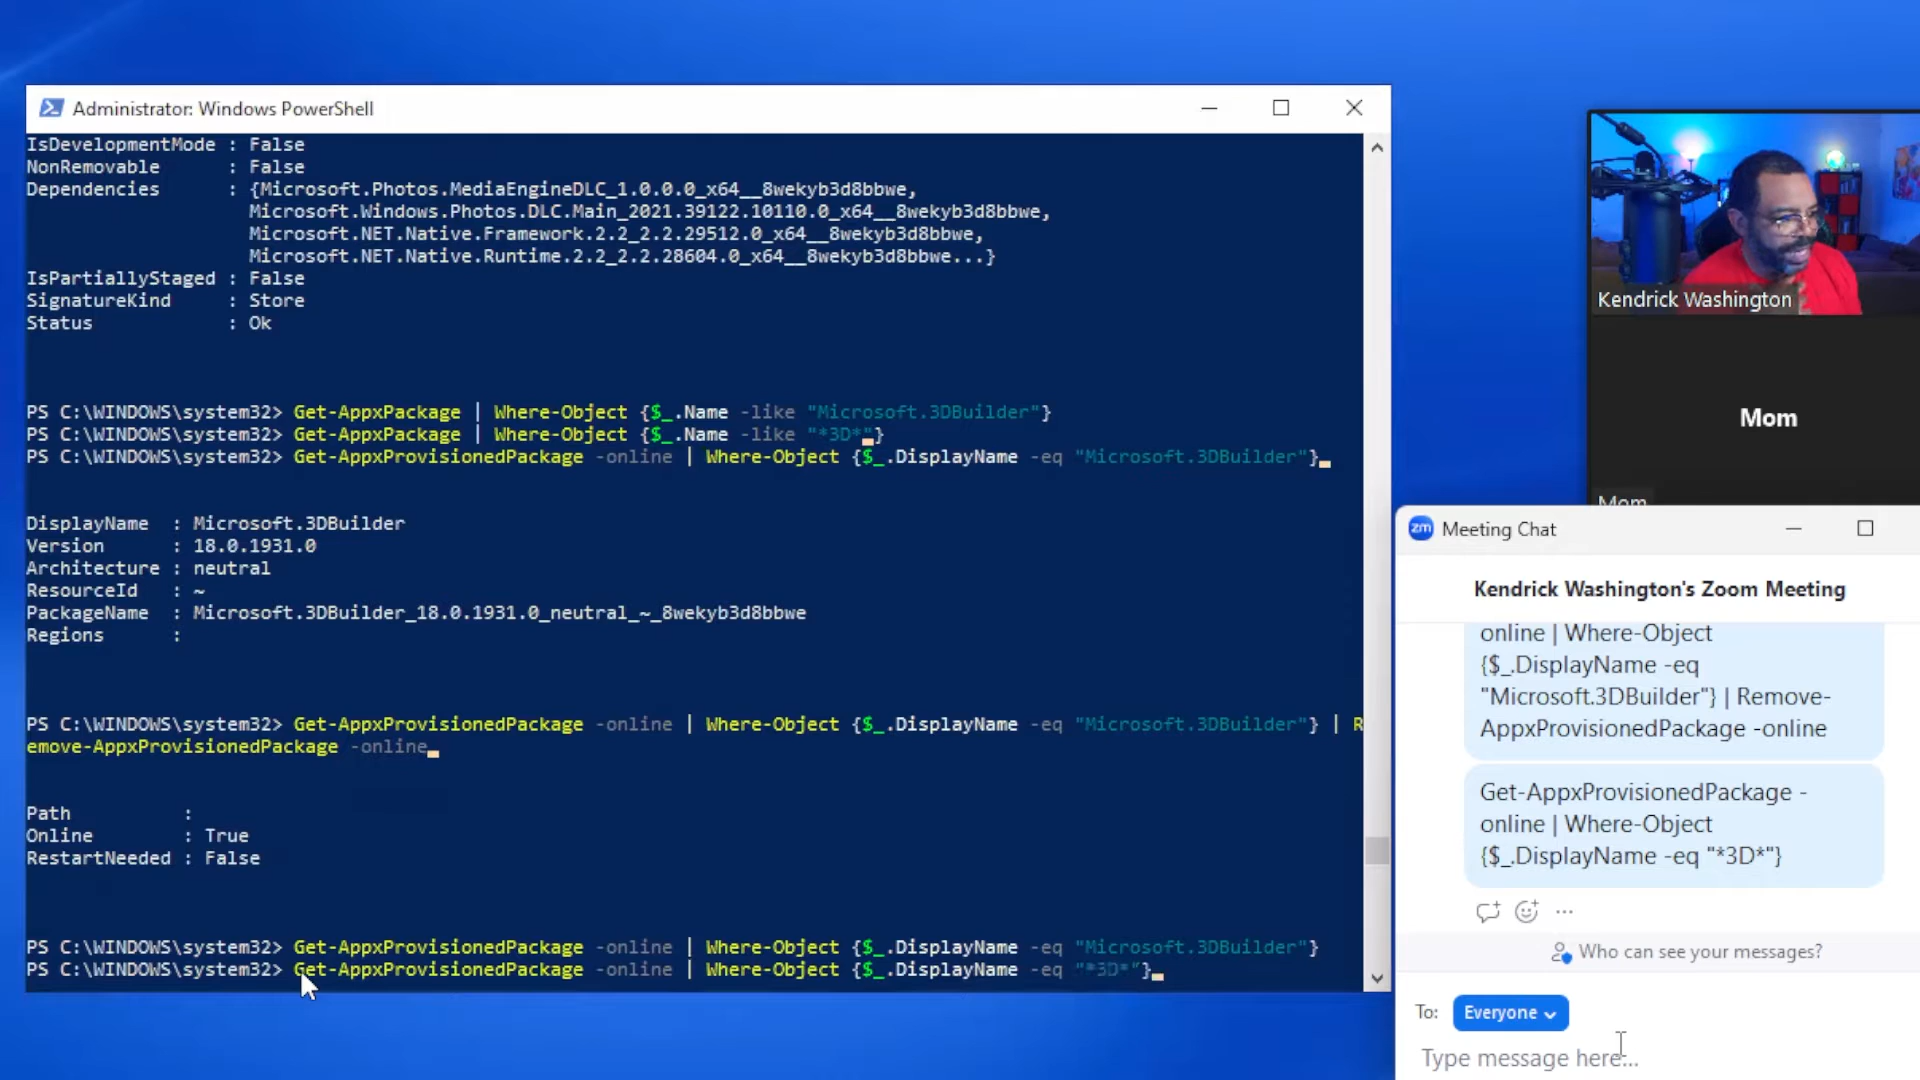 Administrator: Windows PowerShell
IsDevelopmentMode : False
NonRemovable : False
Dependencies : {Microsoft.Photos.MediaEngineDLC_1.0.0.0_x64__8wekyb3d8bbwe,
Microsoft.Windows.Photos.DLC.Main_2021.39122.10110.0_x64__8wekyb3d8bbwe,
Microsoft.NET.Native.Framework.2.2_2.2.29512.0_x64__8wekyb3d8bbwe,
Microsoft.NET.Native.Runtime.2.2_2.2.28604.0_x64__8wekyb3d8bbwe...}
IsPartiallyStaged : False
SignatureKind : Store
Status : Ok
PS C:\WINDOWS\system32> Get-AppxPackage | Where-Object {$_.Name -like "Microsoft.3DBuilder"}
PS C:\WINDOWS\system32> Get-AppxPackage | Where-Object {$_.Name -like "*3D*"}
PS C:\WINDOWS\system32> Get-AppxProvisionedPackage -online | Where-Object {$_.DisplayName -eq "Microsoft.3DBuilder"}
DisplayName : Microsoft.3DBuilder
Version : 18.0.1931.0
Architecture : neutral
ResourceId : ~
PackageName : Microsoft.3DBuilder_18.0.1931.0_neutral_~_8wekyb3d8bbwe
Regions :
PS C:\WINDOWS\system32> Get-AppxProvisionedPackage -online | Where-Object {$_.DisplayName -eq "Microsoft.3DBuilder"} | R
emove-AppxProvisionedPackage -online
Path :
Online : True
RestartNeeded : False
PS C:\WINDOWS\system32> Get-AppxProvisionedPackage -online | Where-Object {$_.DisplayName -eq "Microsoft.3DBuilder"}
PS C:\WINDOWS\system32> Get-AppxProvisionedPackage -online | Where-Object {$_.DisplayName -eq "*3D*"}
Kendrick Washington
Mom
Mom
zm Meeting Chat
Kendrick Washington's Zoom Meeting
online | Where-Object
{$_.DisplayName -eq
"Microsoft.3DBuilder"} | Remove-
AppxProvisionedPackage -online
Get-AppxProvisionedPackage -
online | Where-Object
{$_.DisplayName -eq "*3D*"}
Who can see your messages?
To: Everyone
Type message here...